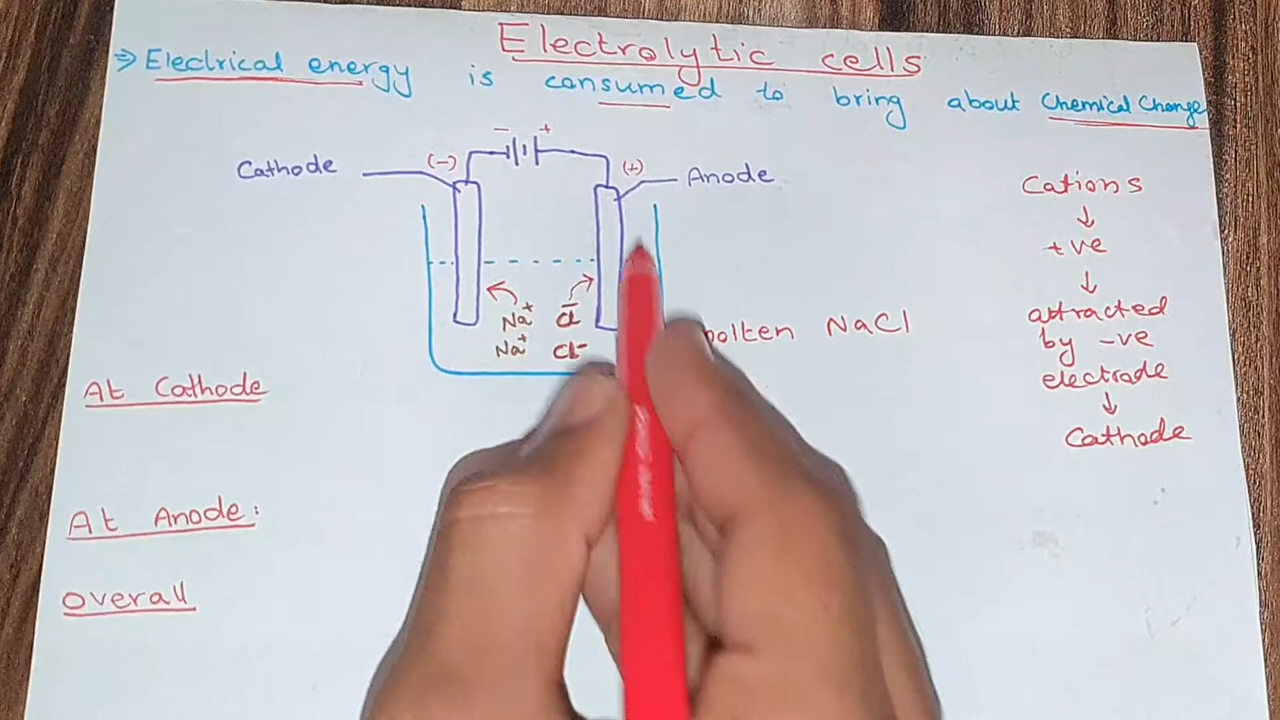 Electrolytic cells
⇒ Electrical energy is consumed to bring about Chemical Change
− +
Cathode (−) (+) Anode
Na⁺ Cl⁻
Na⁺ Cl⁻
NaCl
Cations
↓
+ve
↓
attracted
by -ve
electrode
↓
Cathode
At Cathode
At Anode:
Overall